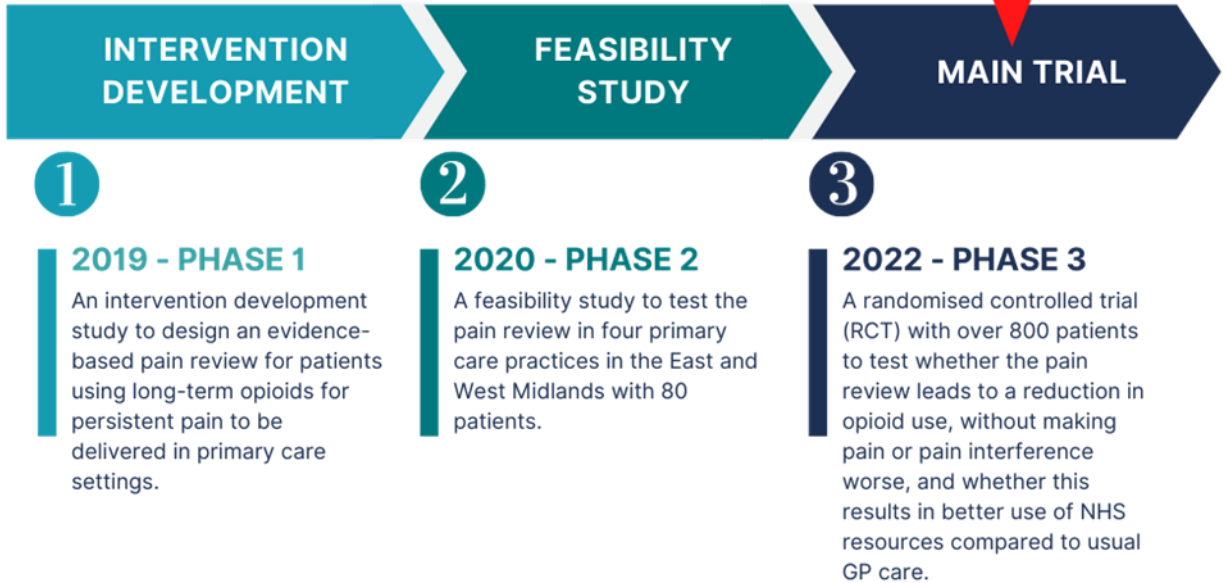 INTERVENTION
DEVELOPMENT
FEASIBILITY
STUDY
MAIN TRIAL
1
2019 - PHASE 1
An intervention development
study to design an evidence-
based pain review for patients
using long-term opioids for
persistent pain to be
delivered in primary care
settings.
2
2020 - PHASE 2
A feasibility study to test the
pain review in four primary
care practices in the East and
West Midlands with 80
patients.
3
2022 - PHASE 3
A randomised controlled trial
(RCT) with over 800 patients
to test whether the pain
review leads to a reduction in
opioid use, without making
pain or pain interference
worse, and whether this
results in better use of NHS
resources compared to usual
GP care.